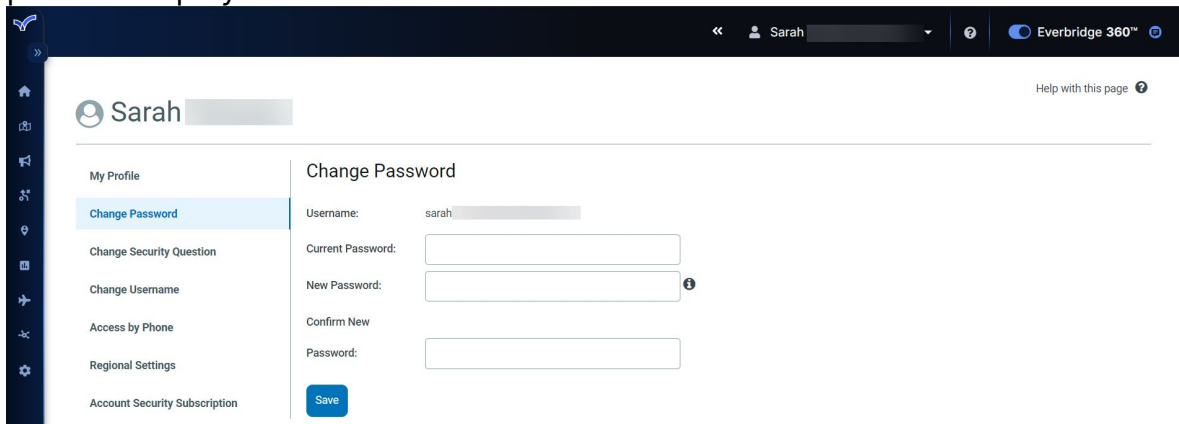 Sarah
Everbridge 360™
Help with this page
Sarah
My Profile
Change Password
Change Security Question
Change Username
Access by Phone
Regional Settings
Account Security Subscription
Change Password
Username: sarah
Current Password:
New Password:
Confirm New
Password:
Save